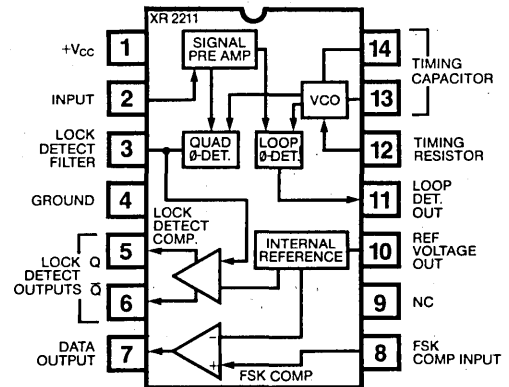 XR 2211
+VCC
1
SIGNAL
PRE AMP
14
TIMING
CAPACITOR
INPUT
2
VCO
13
LOCK
DETECT
FILTER
3
QUAD
Ø-DET.
LOOP
Ø-DET.
12
TIMING
RESISTOR
GROUND
4
11
LOOP
DET.
OUT
LOCK
DETECT
COMP.
LOCK
DETECT
OUTPUTS
Q
5
INTERNAL
REFERENCE
10
REF
VOLTAGE
OUT
Q̅
6
9
NC
DATA
OUTPUT
7
−
+
FSK COMP
8
FSK
COMP INPUT